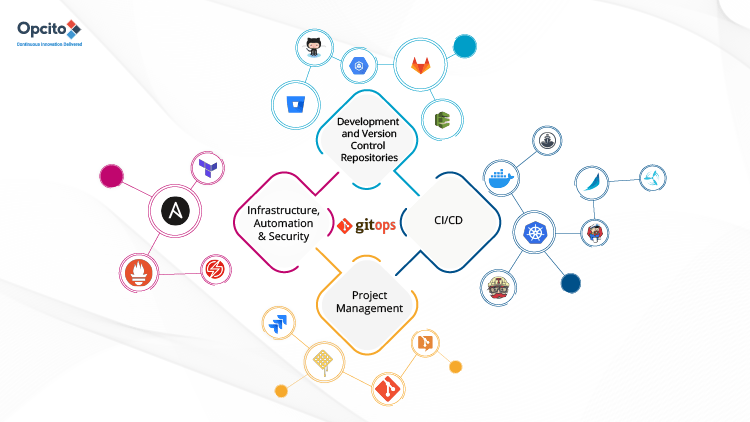 Opcito
Continuous Innovation Delivered
Development
and Version
Control
Repositories
Infrastructure,
Automation
& Security
gitops
CI/CD
Project
Management